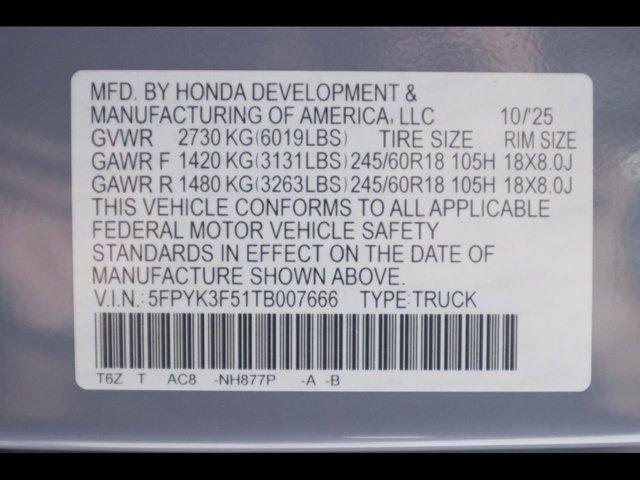 MFD. BY HONDA DEVELOPMENT &
MANUFACTURING OF AMERICA, LLC 10/'25
GVWR 2730 KG(6019LBS) TIRE SIZE RIM SIZE
GAWR F 1420 KG(3131LBS) 245/60R18 105H 18X8.0J
GAWR R 1480 KG(3263LBS) 245/60R18 105H 18X8.0J
THIS VEHICLE CONFORMS TO ALL APPLICABLE
FEDERAL MOTOR VEHICLE SAFETY
STANDARDS IN EFFECT ON THE DATE OF
MANUFACTURE SHOWN ABOVE.
V.I.N.: 5FPYK3F51TB007666 TYPE:TRUCK
T6Z T AC8 -NH877P -A -B